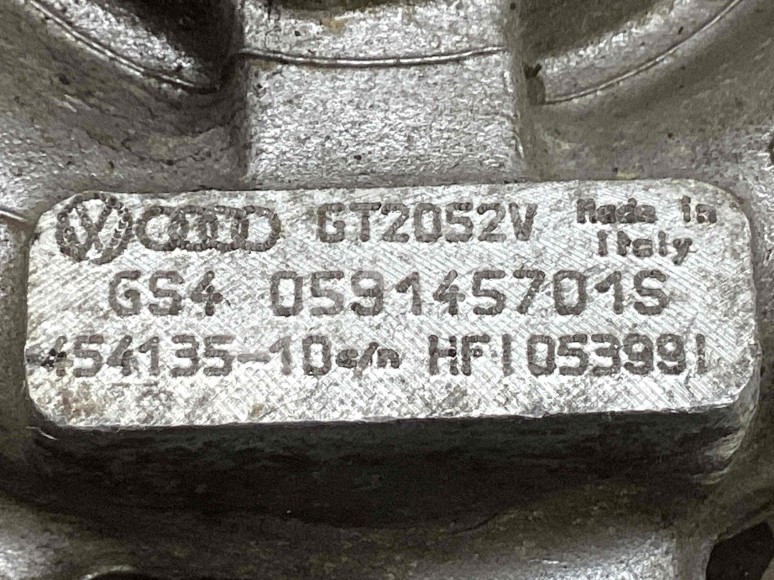 GT2052V Made in Italy
GS4 059145701S
454135-10 s/n HF1053991